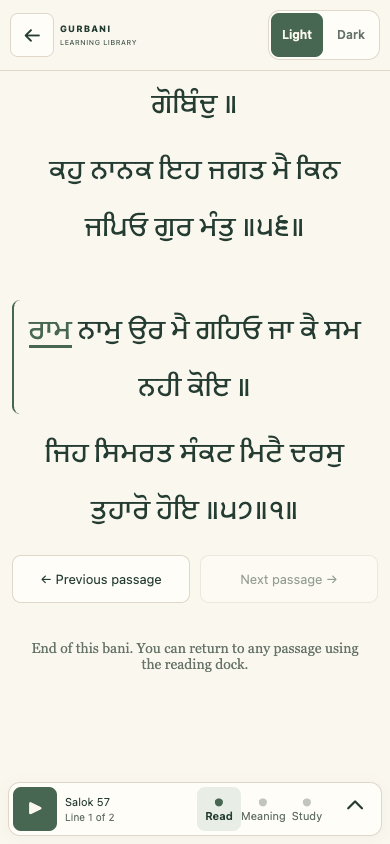 ←
GURBANI
LEARNING LIBRARY
Light
Dark
ਗੋਬਿੰਦੁ ॥
ਕਹੁ ਨਾਨਕ ਇਹ ਜਗਤ ਮੈ ਕਿਨ
ਜਪਿਓ ਗੁਰ ਮੰਤੁ ॥੫੬॥
ਰਾਮ ਨਾਮੁ ਉਰ ਮੈ ਗਹਿਓ ਜਾ ਕੈ ਸਮ
ਨਹੀ ਕੋਇ ॥
ਜਿਹ ਸਿਮਰਤ ਸੰਕਟ ਮਿਟੈ ਦਰਸੁ
ਤੁਹਾਰੋ ਹੋਇ ॥੫੭॥੧॥
← Previous passage
Next passage →
End of this bani. You can return to any passage using
the reading dock.
Salok 57
Line 1 of 2
Read
Meaning
Study